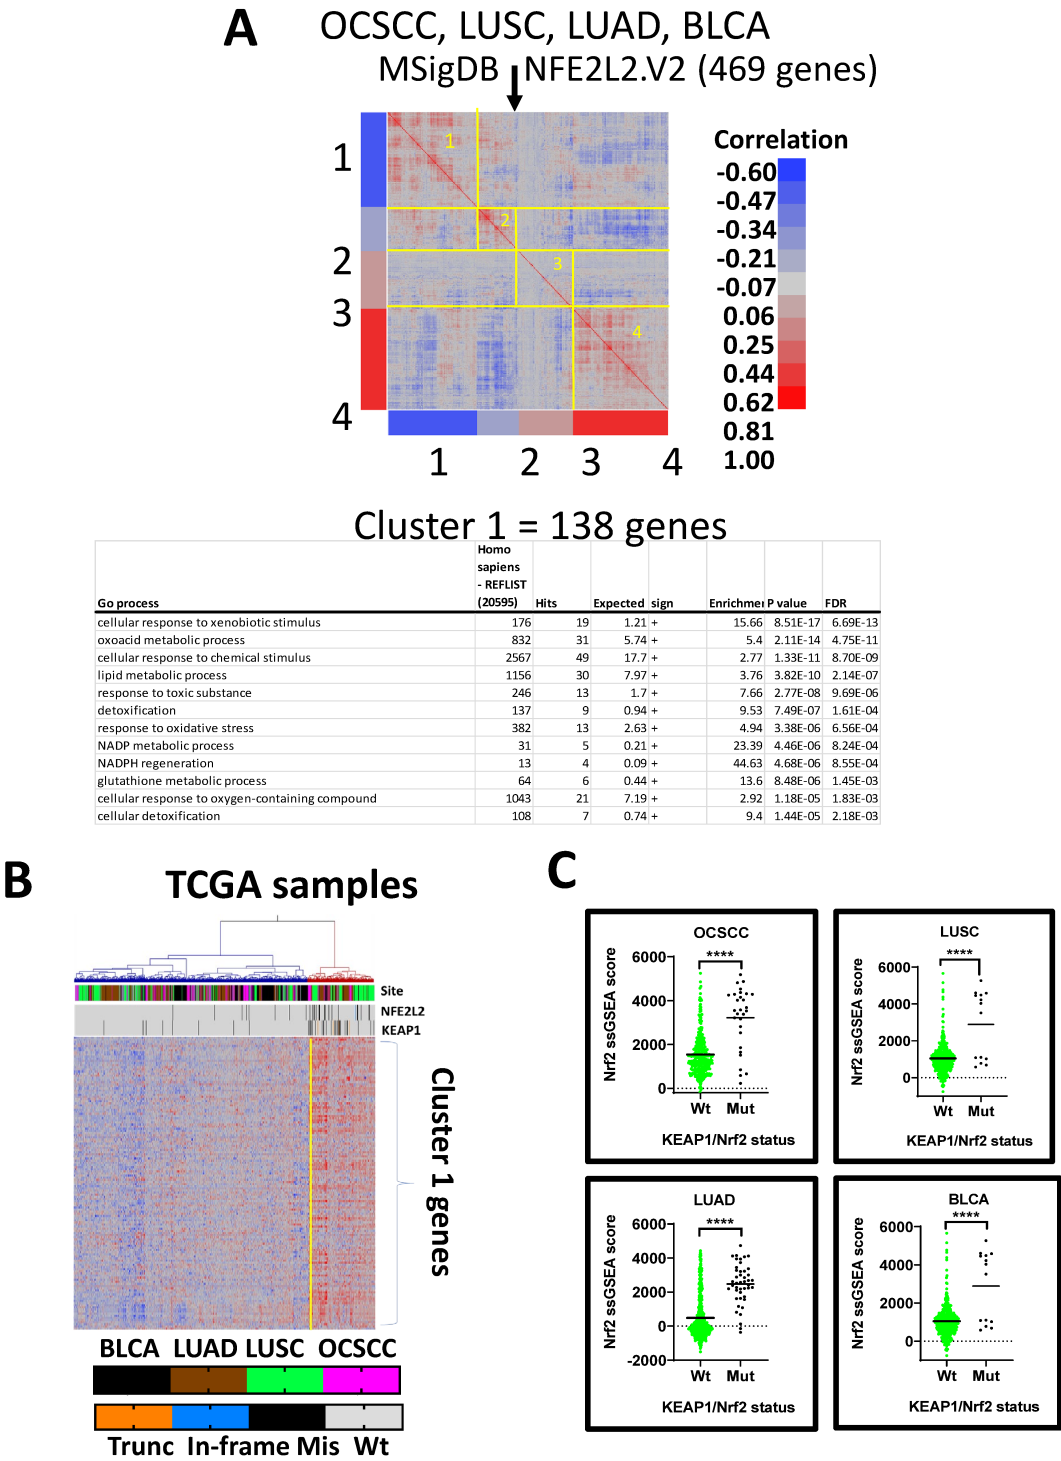 A
OCSCC, LUSC, LUAD, BLCA
MSigDB NFE2L2.V2 (469 genes)
1
2
3
4
1
2
3
4
1 2 3 4
Correlation
-0.60
-0.47
-0.34
-0.21
-0.07
0.06
0.25
0.44
0.62
0.81
1.00
Cluster 1 = 138 genes
Go process Homo sapiens - REFLIST (20595) Hits Expected sign Enrichmer P value FDR
cellular response to xenobiotic stimulus 176 19 1.21 + 15.66 8.51E-17 6.69E-13
oxoacid metabolic process 832 31 5.74 + 5.4 2.11E-14 4.75E-11
cellular response to chemical stimulus 2567 49 17.7 + 2.77 1.33E-11 8.70E-09
lipid metabolic process 1156 30 7.97 + 3.76 3.82E-10 2.14E-07
response to toxic substance 246 13 1.7 + 7.66 2.77E-08 9.69E-06
detoxification 137 9 0.94 + 9.53 7.49E-07 1.61E-04
response to oxidative stress 382 13 2.63 + 4.94 3.38E-06 6.56E-04
NADP metabolic process 31 5 0.21 + 23.39 4.46E-06 8.24E-04
NADPH regeneration 13 4 0.09 + 44.63 4.68E-06 8.55E-04
glutathione metabolic process 64 6 0.44 + 13.6 8.48E-06 1.45E-03
cellular response to oxygen-containing compound 1043 21 7.19 + 2.92 1.18E-05 1.83E-03
cellular detoxification 108 7 0.74 + 9.4 1.44E-05 2.18E-03
B
TCGA samples
Site
NFE2L2
KEAP1
Cluster 1 genes
BLCA LUAD LUSC OCSCC
Trunc In-frame Mis Wt
C
OCSCC
****
Nrf2 ssGSEA score
6000
4000
2000
0
Wt Mut
KEAP1/Nrf2 status
LUSC
****
Nrf2 ssGSEA score
6000
4000
2000
0
Wt Mut
KEAP1/Nrf2 status
LUAD
****
Nrf2 ssGSEA score
6000
4000
2000
0
-2000
Wt Mut
KEAP1/Nrf2 status
BLCA
****
Nrf2 ssGSEA score
6000
4000
2000
0
Wt Mut
KEAP1/Nrf2 status